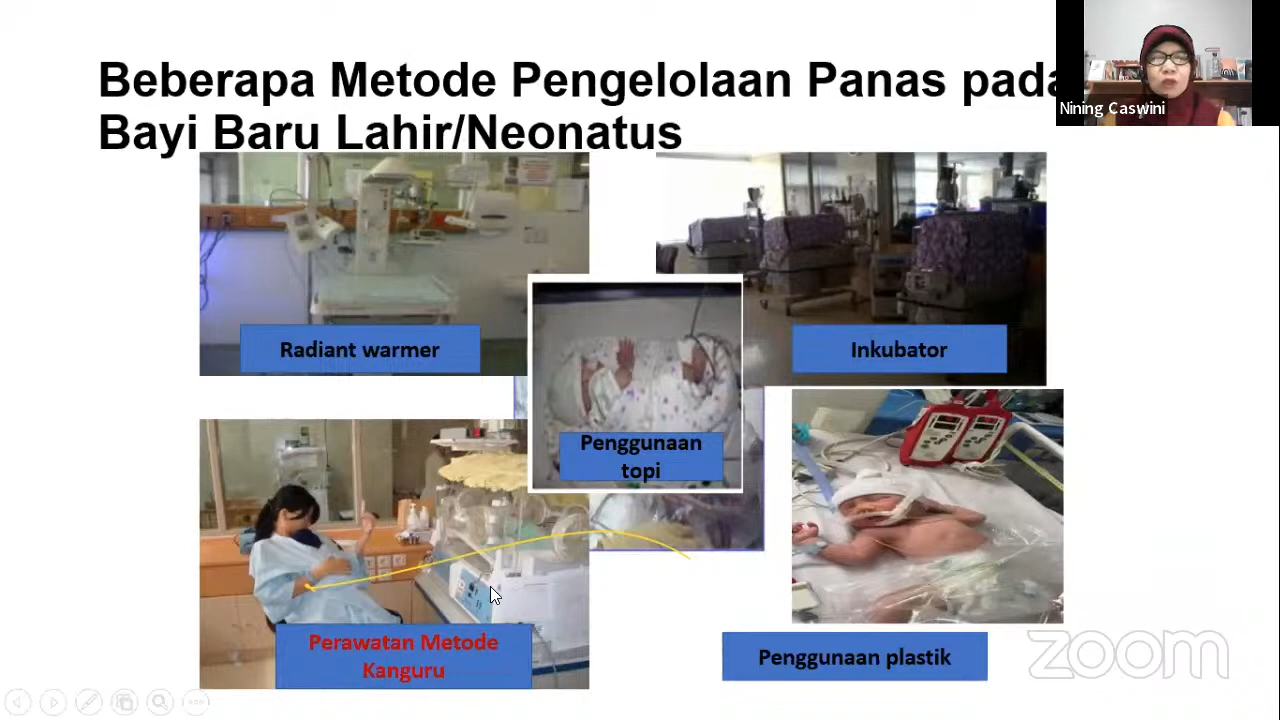 Beberapa Metode Pengelolaan Panas pada
Bayi Baru Lahir/Neonatus
Nining Caswini
Radiant warmer
Inkubator
Penggunaan
topi
Perawatan Metode
Kanguru
Penggunaan plastik
zoom